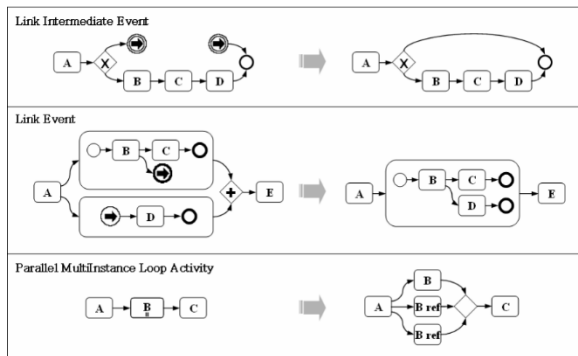 Link Intermediate Event
A X B C D
A X B C D
Link Event
A B C D E
A B C D E
Parallel MultiInstance Loop Activity
A B C
A B B ref B ref C